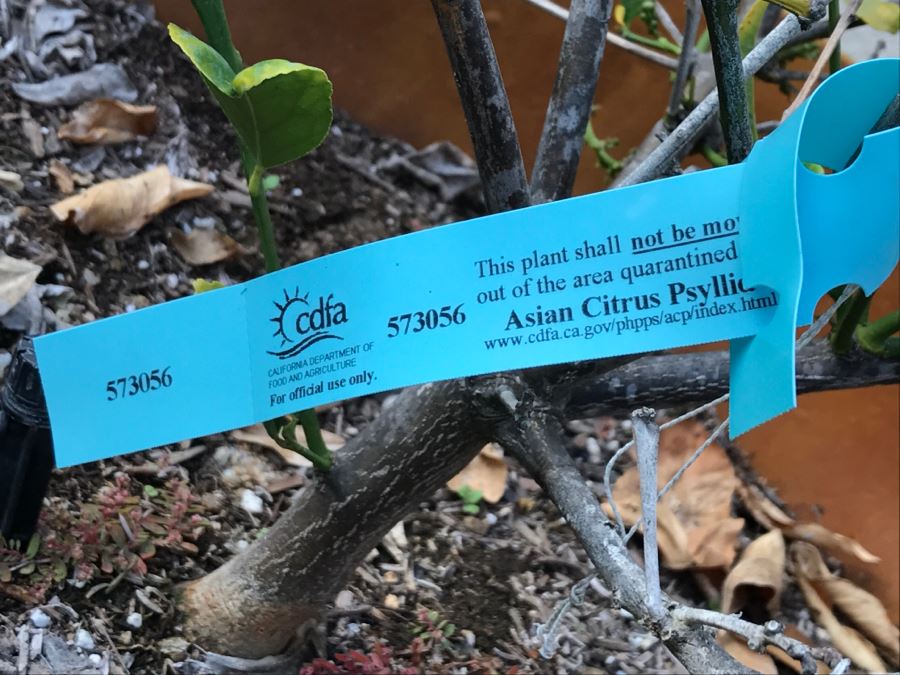 573056
cdfa
CALIFORNIA DEPARTMENT OF
FOOD AND AGRICULTURE
For official use only.
573056
This plant shall not be mo
out of the area quarantined
Asian Citrus Psyllid
www.cdfa.ca.gov/phpps/acp/index.html